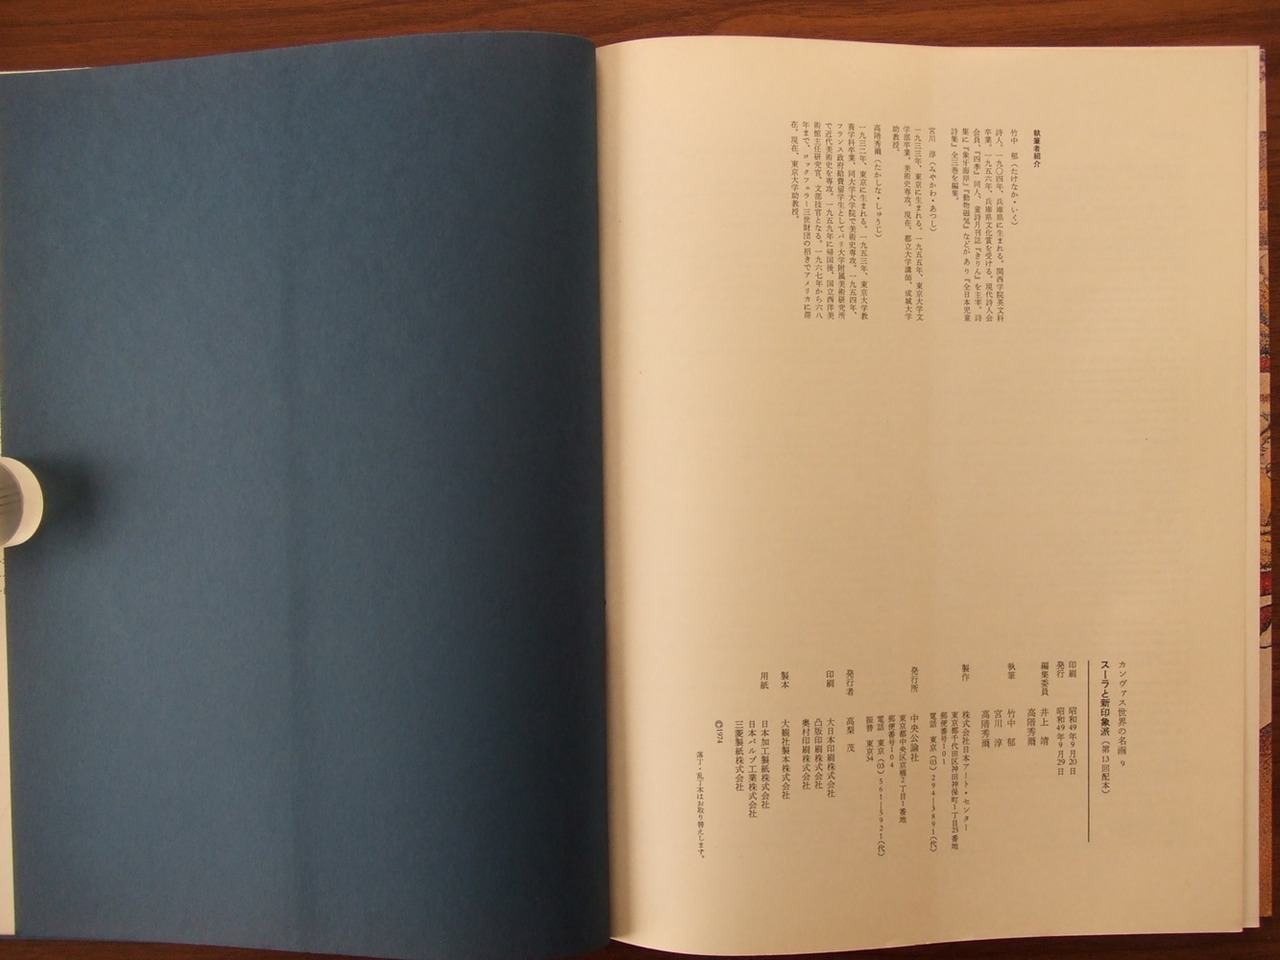 執筆者紹介
竹中 郁(たけなか・いく)
詩人。一九〇四年、兵庫県に生まれる。関西学院英文科
卒業。一九五六年、兵庫県文化賞を受ける。現代詩人会
会員、『四季』同人、童詩月刊誌『きりん』を主宰。詩
集に『象牙海岸』『動物磁気』などがあり『全日本児童
詩集』全三巻を編集。
宮川 淳(みやかわ・あつし)
一九三三年、東京に生まれる。一九五五年、東京大学文
学部卒業。美術史専攻。現在、都立大学講師、成城大学
助教授。
高階秀爾(たかしな・しゅうじ)
一九三二年、東京に生まれる。一九五三年、東京大学教
養学科卒業。同大学大学院で美術史専攻。一九五四年、
フランス政府給費留学生としてパリ大学附属美術研究所
で近代美術史を専攻。一九五九年に帰国後、国立西洋美
術館主任研究官、文部技官となる。一九六七年から六八
年まで、ロックフェラー三世財団の招きでアメリカに滞
在。現在、東京大学助教授。
カンヴァス世界の名画 9
スーラと新印象派(第13回配本)
印刷 昭和49年9月20日
発行 昭和49年9月29日
編集委員 井上 靖
高階秀爾
執筆 竹中 郁
宮川 淳
高階秀爾
製作 株式会社日本アート・センター
東京都千代田区神田神保町1丁目25番地
郵便番号101
電話 東京(03)294―3891(代)
発行所 中央公論社
東京都中央区京橋2丁目1番地
郵便番号104
電話 東京(03)561―5921(代)
振替 東京34
発行者 高梨 茂
印刷 大日本印刷株式会社
凸版印刷株式会社
奥村印刷株式会社
製本 大観社製本株式会社
用紙 日本加工製紙株式会社
日本パルプ工業株式会社
三菱製紙株式会社
©1974
落丁・乱丁本はお取り替えします。